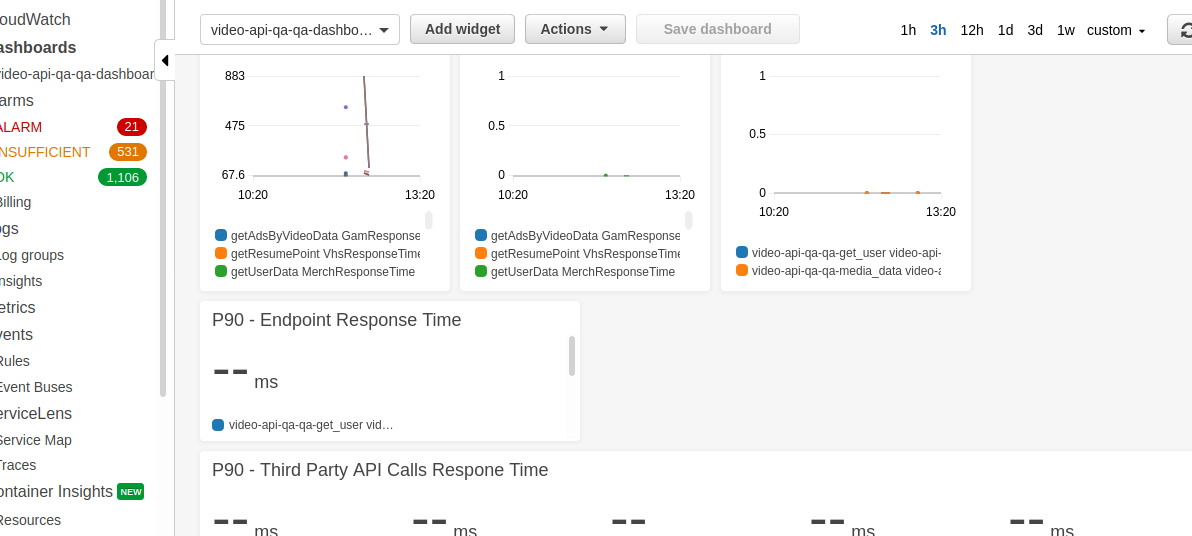 oudWatch
ashboards
video-api-qa-qa-dashboar
arms
ALARM 21
NSUFFICIENT 531
OK 1,106
Billing
ogs
Log groups
nsights
etrics
vents
Rules
Event Buses
erviceLens
Service Map
Traces
ontainer Insights NEW
Resources
video-api-qa-qa-dashbo... Add widget Actions Save dashboard 1h 3h 12h 1d 3d 1w custom
883
475
67.6
10:20 13:20
getAdsByVideoData GamResponse
getResumePoint VhsResponseTime
getUserData MerchResponseTime
1
0.5
0
10:20 13:20
getAdsByVideoData GamResponse
getResumePoint VhsResponseTime
getUserData MerchResponseTime
1
0.5
0
10:20 13:20
video-api-qa-qa-get_user video-api-
video-api-qa-qa-media_data video-a
P90 - Endpoint Response Time
-- ms
video-api-qa-qa-get_user vid...
P90 - Third Party API Calls Respone Time
-- ms -- ms -- -- ms -- ms